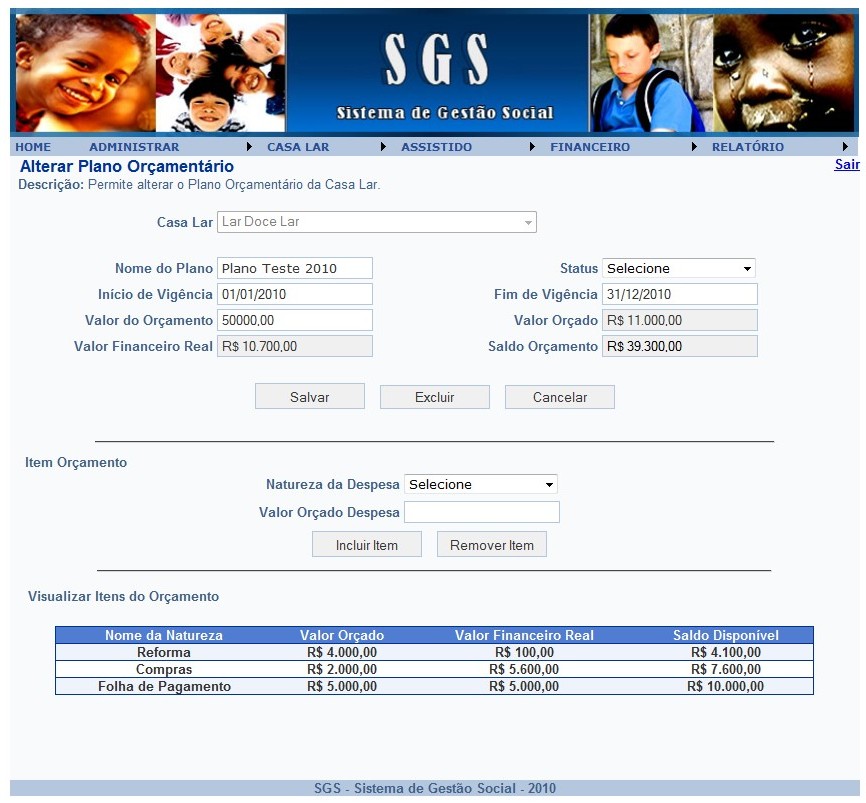 SGS
Sistema de Gestão Social
HOME ADMINISTRAR CASA LAR ASSISTIDO FINANCEIRO RELATÓRIO
Alterar Plano Orçamentário Sair
Descrição: Permite alterar o Plano Orçamentário da Casa Lar.
Casa Lar Lar Doce Lar
Nome do Plano Plano Teste 2010 Status Selecione
Início de Vigência 01/01/2010 Fim de Vigência 31/12/2010
Valor do Orçamento 50000,00 Valor Orçado R$ 11.000,00
Valor Financeiro Real R$ 10.700,00 Saldo Orçamento R$ 39.300,00
Salvar Excluir Cancelar
Item Orçamento
Natureza da Despesa Selecione
Valor Orçado Despesa
Incluir Item Remover Item
Visualizar Itens do Orçamento
Nome da Natureza Valor Orçado Valor Financeiro Real Saldo Disponível
Reforma R$ 4.000,00 R$ 100,00 R$ 4.100,00
Compras R$ 2.000,00 R$ 5.600,00 R$ 7.600,00
Folha de Pagamento R$ 5.000,00 R$ 5.000,00 R$ 10.000,00
SGS - Sistema de Gestão Social - 2010